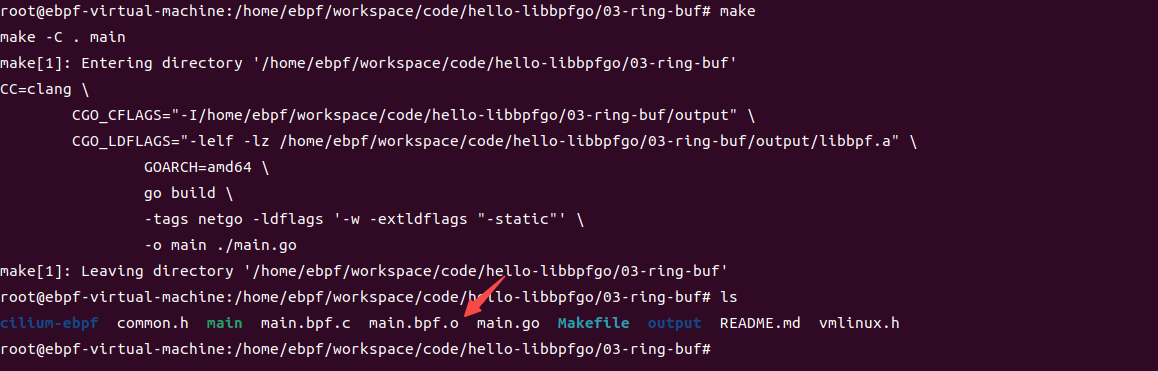 root@ebpf-virtual-machine:/home/ebpf/workspace/code/hello-libbpfgo/03-ring-buf# make
make -C . main
make[1]: Entering directory '/home/ebpf/workspace/code/hello-libbpfgo/03-ring-buf'
CC=clang \
        CGO_CFLAGS="-I/home/ebpf/workspace/code/hello-libbpfgo/03-ring-buf/output" \
        CGO_LDFLAGS="-lelf -lz /home/ebpf/workspace/code/hello-libbpfgo/03-ring-buf/output/libbpf.a" \
                GOARCH=amd64 \
                go build \
                -tags netgo -ldflags '-w -extldflags "-static"' \
                -o main ./main.go
make[1]: Leaving directory '/home/ebpf/workspace/code/hello-libbpfgo/03-ring-buf'
root@ebpf-virtual-machine:/home/ebpf/workspace/code/hello-libbpfgo/03-ring-buf# ls
cilium-ebpf  common.h  main  main.bpf.c  main.bpf.o  main.go  Makefile  output  README.md  vmlinux.h
root@ebpf-virtual-machine:/home/ebpf/workspace/code/hello-libbpfgo/03-ring-buf#